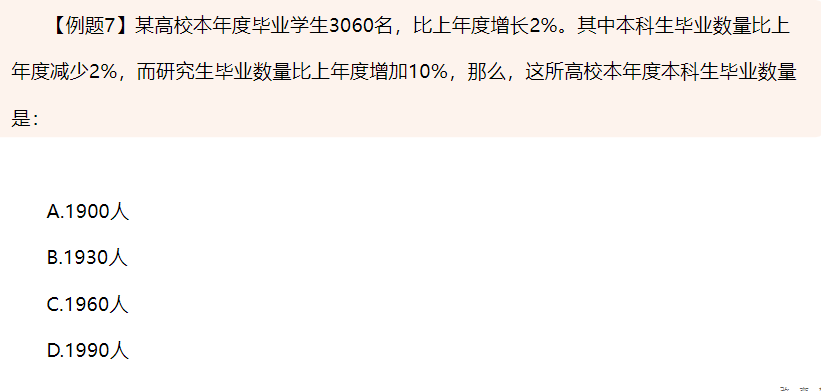 【例题7】某高校本年度毕业学生3060名，比上年度增长2%。其中本科生毕业数量比上
年度减少2%，而研究生毕业数量比上年度增加10%，那么，这所高校本年度本科生毕业数量
是：
A.1900人
B.1930人
C.1960人
D.1990人